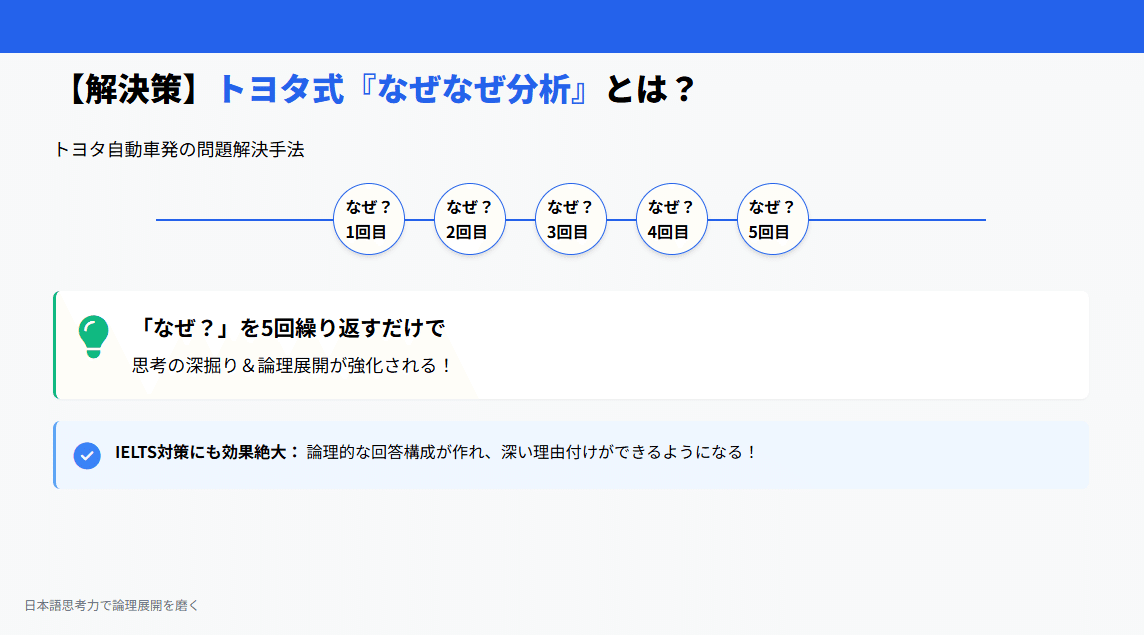 【解決策】トヨタ式『なぜなぜ分析』とは？
トヨタ自動車発の問題解決手法
なぜ？
1回目
なぜ？
2回目
なぜ？
3回目
なぜ？
4回目
なぜ？
5回目
「なぜ？」を5回繰り返すだけで
思考の深掘り＆論理展開が強化される！
IELTS対策にも効果絶大： 論理的な回答構成が作れ、深い理由付けができるようになる！
日本語思考力で論理展開を磨く